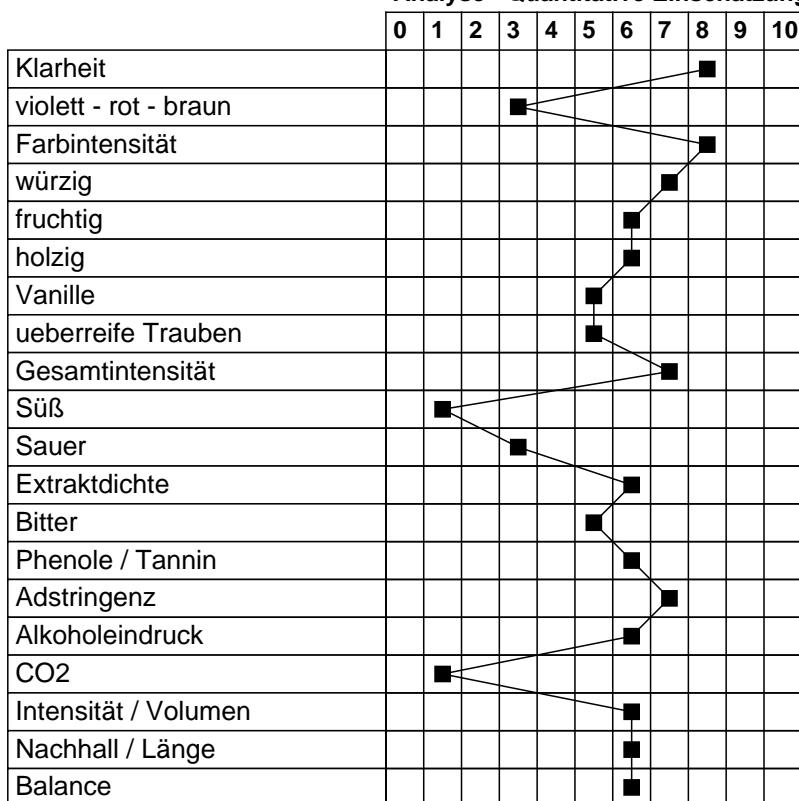 Analyse - Quantitative Einschätzung
0 1 2 3 4 5 6 7 8 9 10
Klarheit
violett - rot - braun
Farbintensität
würzig
fruchtig
holzig
Vanille
ueberreife Trauben
Gesamtintensität
Süß
Sauer
Extraktdichte
Bitter
Phenole / Tannin
Adstringenz
Alkoholeindruck
CO2
Intensität / Volumen
Nachhall / Länge
Balance